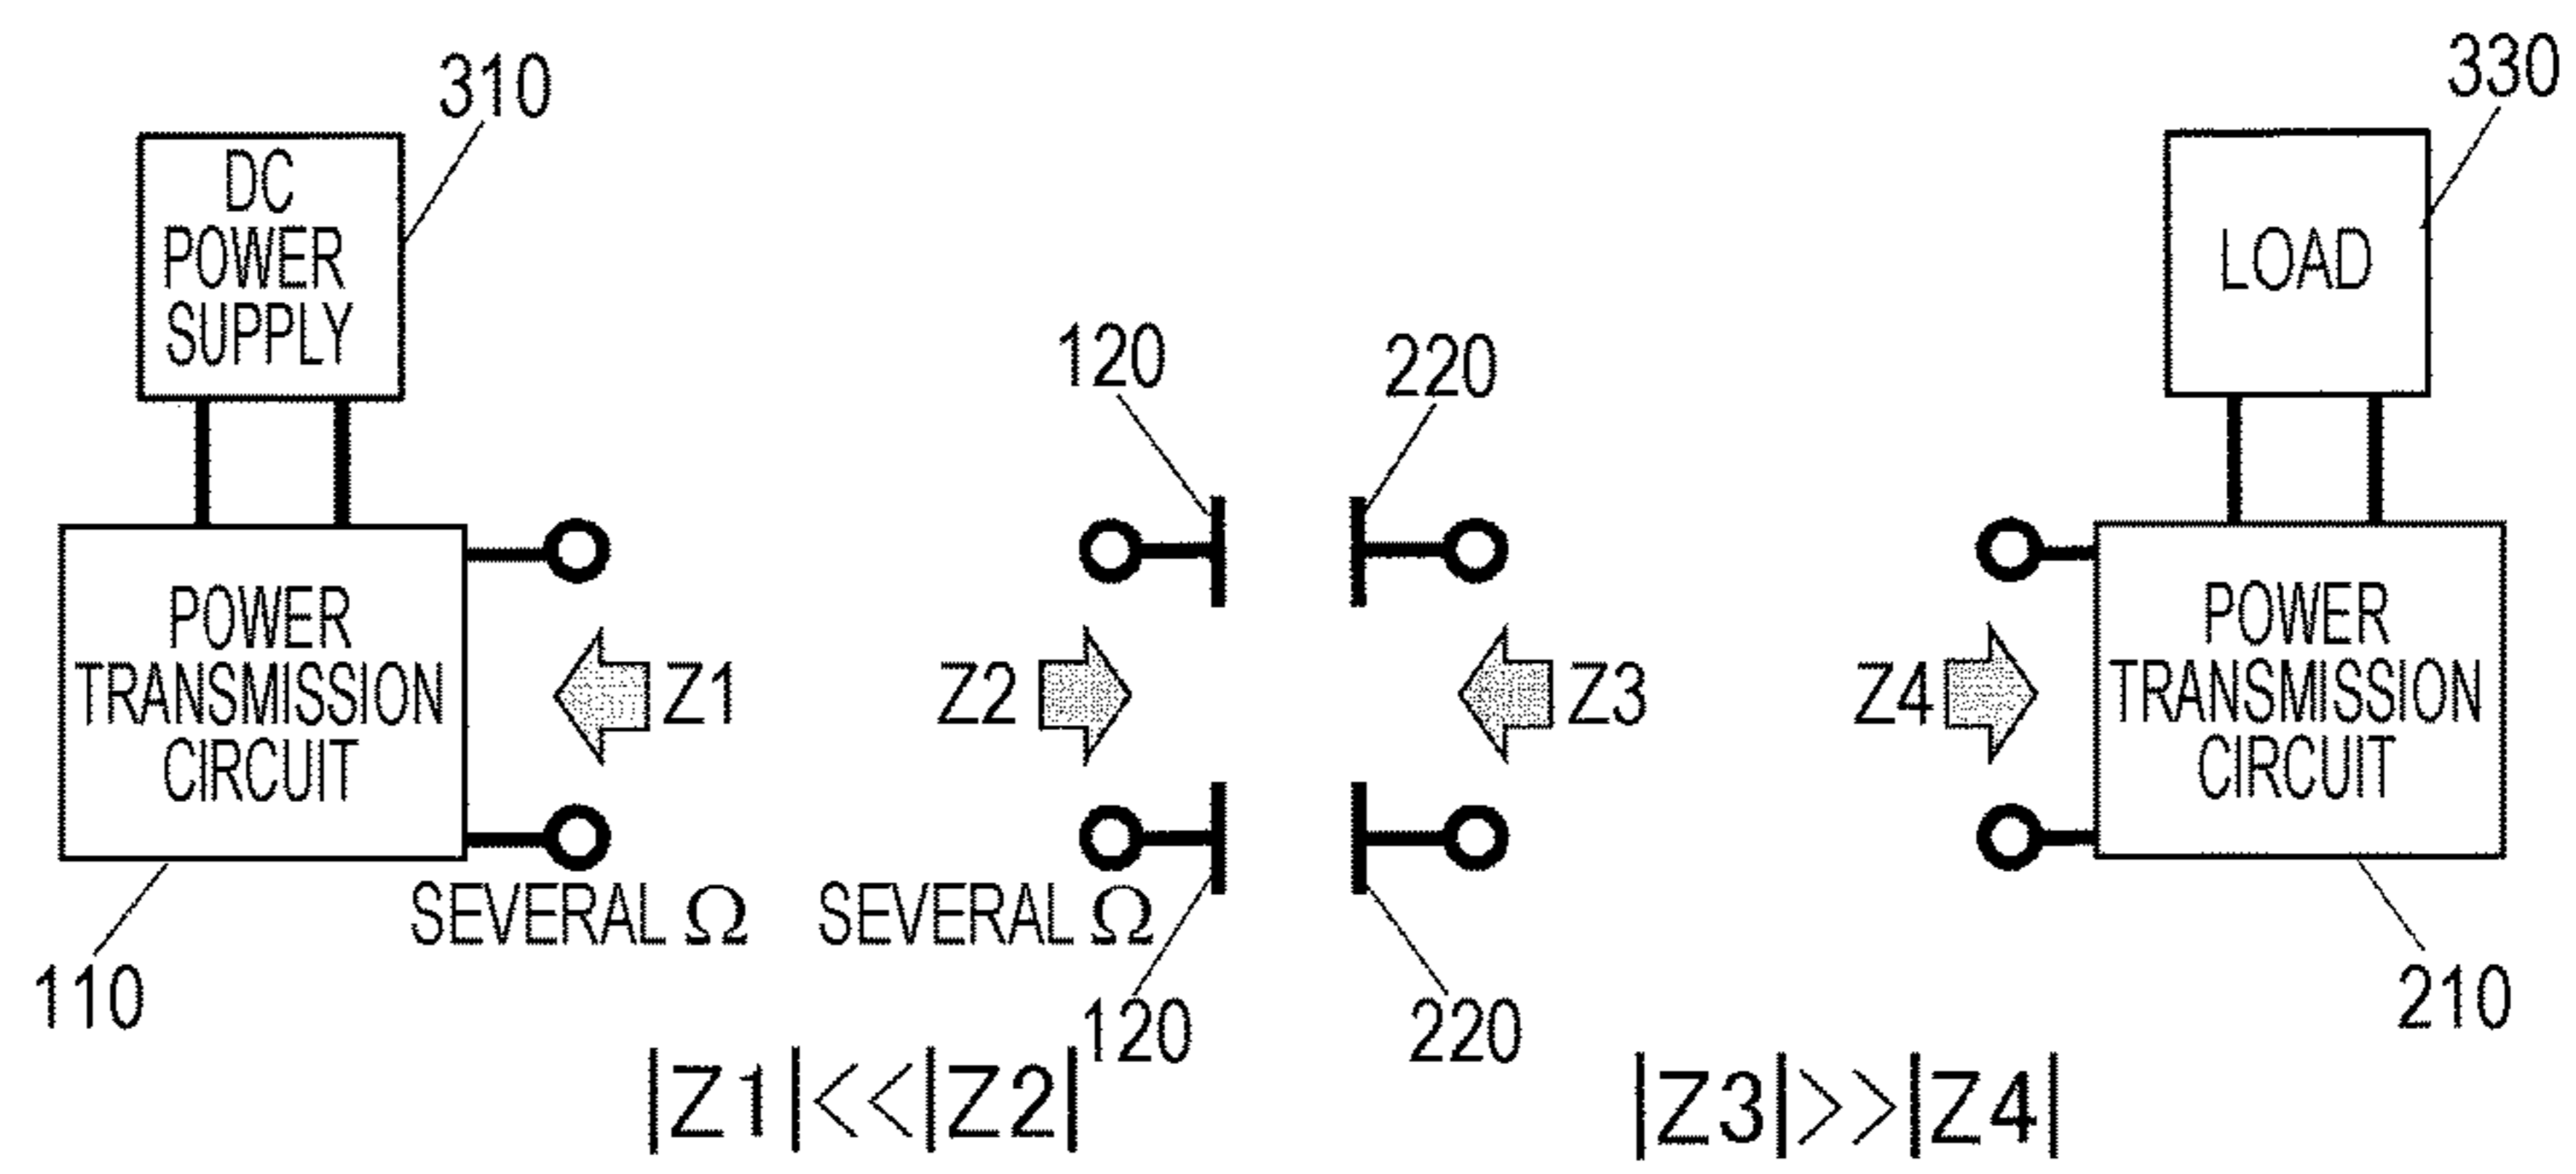 310
330
DC
POWER
SUPPLY
LOAD
120
220
POWER
TRANSMISSION
CIRCUIT
Z1
Z2
Z3
Z4
POWER
TRANSMISSION
CIRCUIT
SEVERAL Ω
SEVERAL Ω
110
120
220
210
|Z1|<<|Z2|
|Z3|>>|Z4|